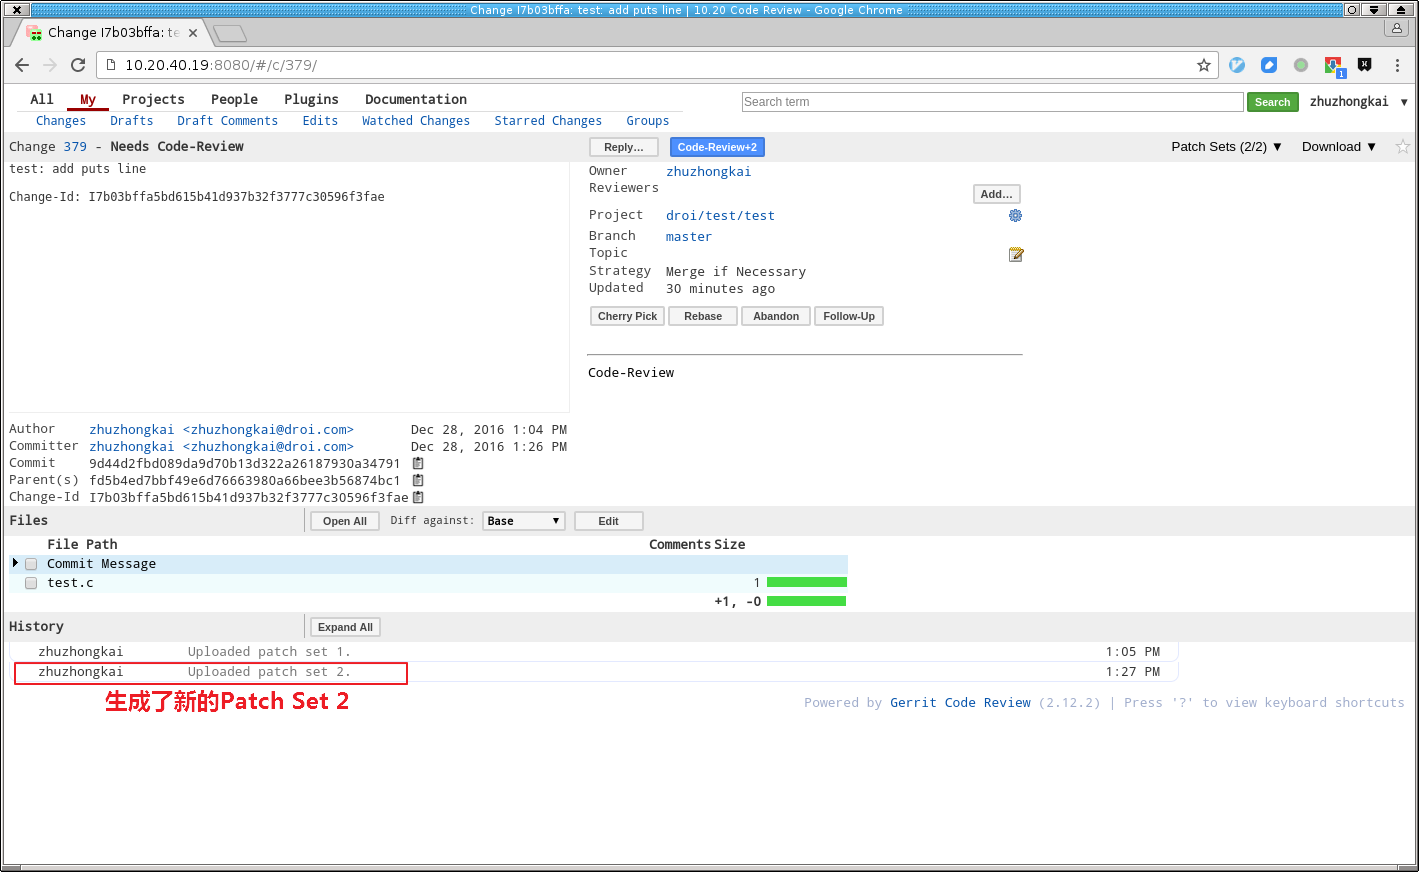 Change I7b03bffa: test: add puts line | 10.20 Code Review - Google Chrome
Change I7b03bffa: te
10.20.40.19:8080/#/c/379/
1
All My Projects People Plugins Documentation
Search term Search zhuzhongkai ▼
Changes Drafts Draft Comments Edits Watched Changes Starred Changes Groups
Change 379 - Needs Code-Review Reply… Code-Review+2 Patch Sets (2/2) ▼ Download ▼
test: add puts line
Change-Id: I7b03bffa5bd615b41d937b32f3777c30596f3fae
Owner zhuzhongkai
Reviewers Add…
Project droi/test/test
Branch master
Topic
Strategy Merge if Necessary
Updated 30 minutes ago
Cherry Pick Rebase Abandon Follow-Up
Code-Review
Author zhuzhongkai <zhuzhongkai@droi.com> Dec 28, 2016 1:04 PM
Committer zhuzhongkai <zhuzhongkai@droi.com> Dec 28, 2016 1:26 PM
Commit 9d44d2fbd089da9d70b13d322a26187930a34791
Parent(s) fd5b4ed7bbf49e6d76663980a66bee3b56874bc1
Change-Id I7b03bffa5bd615b41d937b32f3777c30596f3fae
Files Open All Diff against: Base ▼ Edit
File Path Comments Size
Commit Message
test.c 1
+1, -0
History Expand All
zhuzhongkai Uploaded patch set 1. 1:05 PM
zhuzhongkai Uploaded patch set 2. 1:27 PM
生成了新的Patch Set 2
Powered by Gerrit Code Review (2.12.2) | Press '?' to view keyboard shortcuts